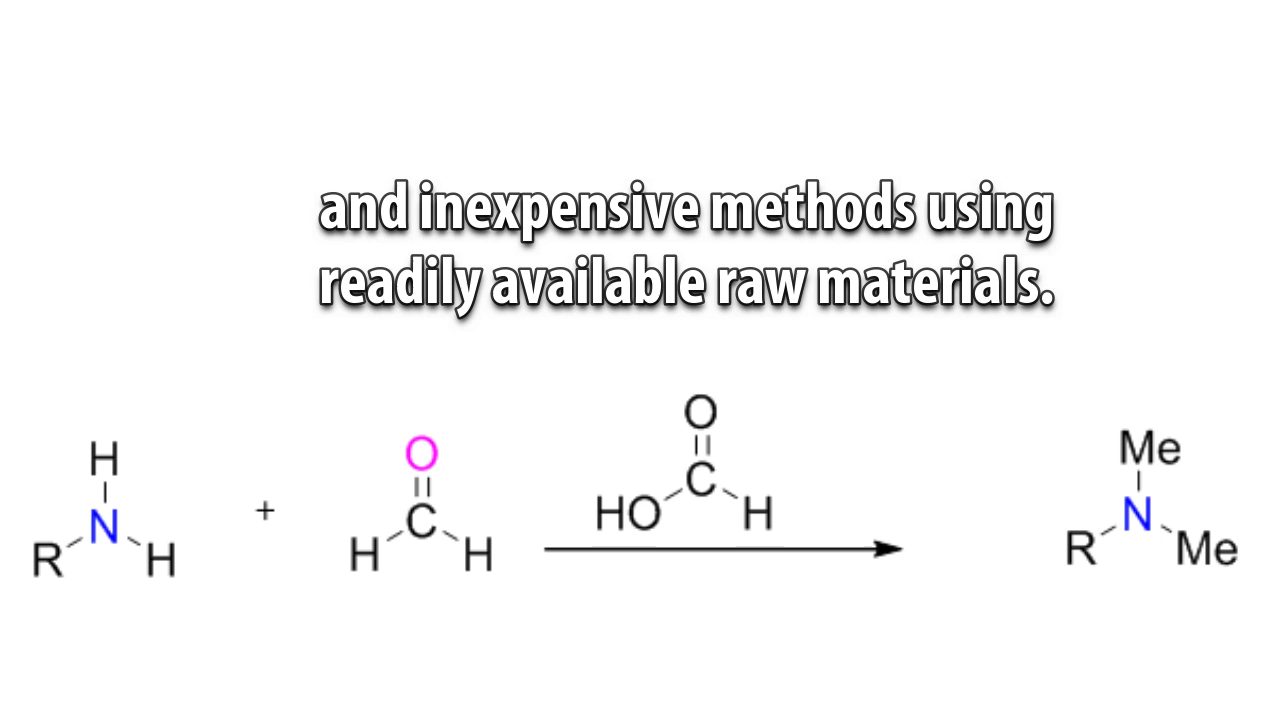 and inexpensive methods using
readily available raw materials.
H
N
R
H
+
O
C
H
H
O
C
HO
H
Me
N
R
Me